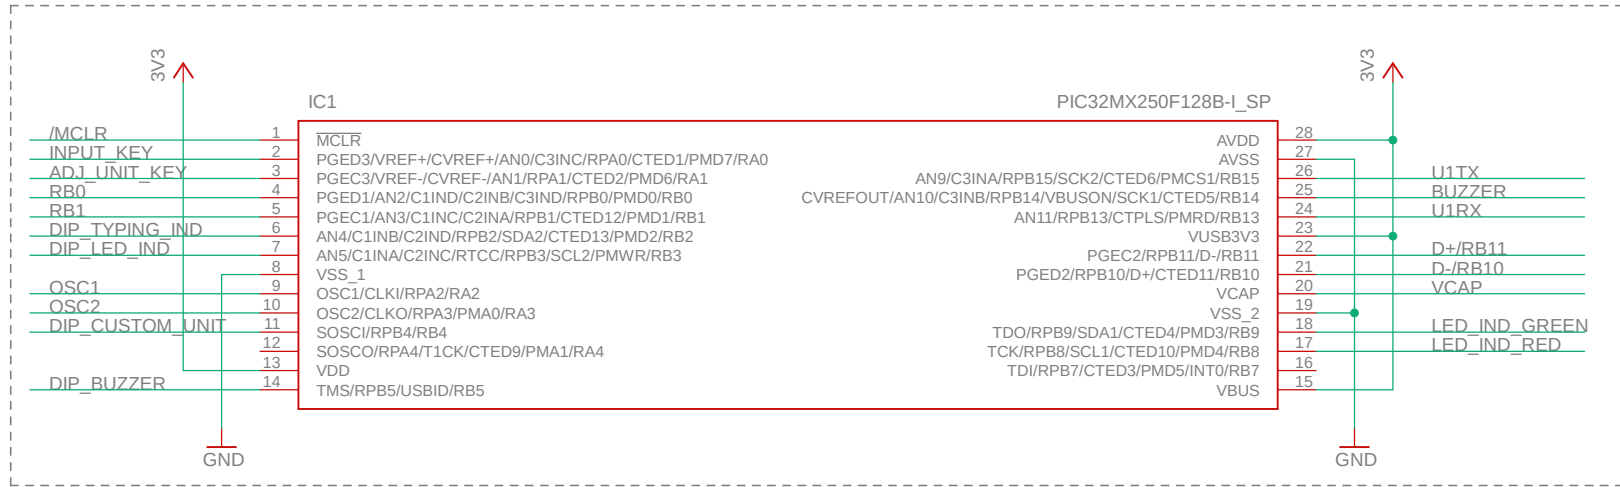 3V3
3V3
IC1
PIC32MX250F128B-I_SP
/MCLR 1 MCLR
INPUT_KEY 2 PGED3/VREF+/CVREF+/AN0/C3INC/RPA0/CTED1/PMD7/RA0
ADJ_UNIT_KEY 3 PGEC3/VREF-/CVREF-/AN1/RPA1/CTED2/PMD6/RA1
RB0 4 PGED1/AN2/C1IND/C2INB/C3IND/RPB0/PMD0/RB0
RB1 5 PGEC1/AN3/C1INC/C2INA/RPB1/CTED12/PMD1/RB1
DIP_TYPING_IND 6 AN4/C1INB/C2IND/RPB2/SDA2/CTED13/PMD2/RB2
DIP_LED_IND 7 AN5/C1INA/C2INC/RTCC/RPB3/SCL2/PMWR/RB3
8 VSS_1
OSC1 9 OSC1/CLKI/RPA2/RA2
OSC2 10 OSC2/CLKO/RPA3/PMA0/RA3
DIP_CUSTOM_UNIT 11 SOSCI/RPB4/RB4
12 SOSCO/RPA4/T1CK/CTED9/PMA1/RA4
13 VDD
DIP_BUZZER 14 TMS/RPB5/USBID/RB5
AVDD 28
AVSS 27
AN9/C3INA/RPB15/SCK2/CTED6/PMCS1/RB15 26 U1TX
CVREFOUT/AN10/C3INB/RPB14/VBUSON/SCK1/CTED5/RB14 25 BUZZER
AN11/RPB13/CTPLS/PMRD/RB13 24 U1RX
VUSB3V3 23
PGEC2/RPB11/D-/RB11 22 D+/RB11
PGED2/RPB10/D+/CTED11/RB10 21 D-/RB10
VCAP 20 VCAP
VSS_2 19
TDO/RPB9/SDA1/CTED4/PMD3/RB9 18 LED_IND_GREEN
TCK/RPB8/SCL1/CTED10/PMD4/RB8 17 LED_IND_RED
TDI/RPB7/CTED3/PMD5/INT0/RB7 16
VBUS 15
GND
GND